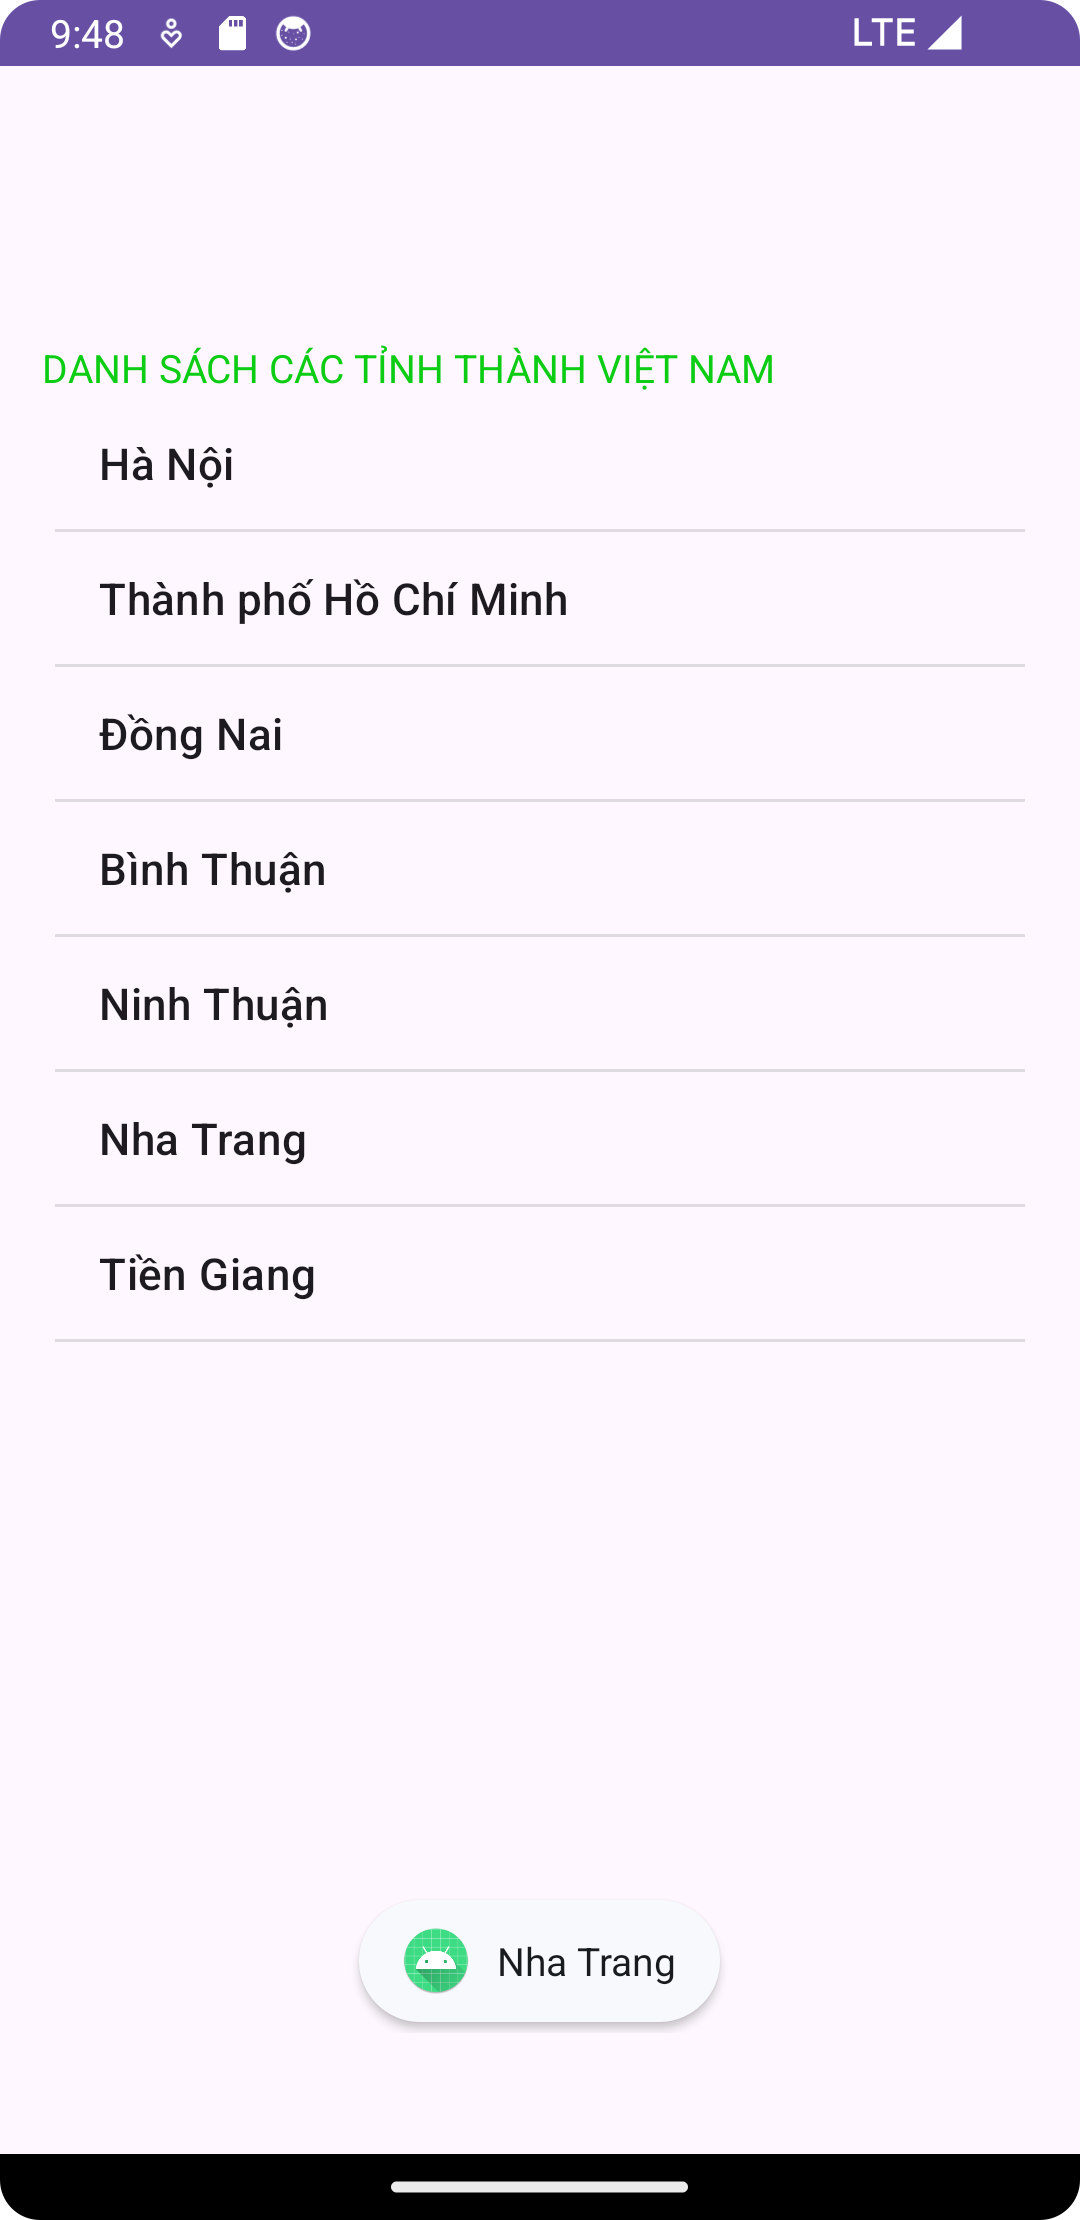 9:48
LTE
DANH SÁCH CÁC TỈNH THÀNH VIỆT NAM
Hà Nội
Thành phố Hồ Chí Minh
Đồng Nai
Bình Thuận
Ninh Thuận
Nha Trang
Tiền Giang
Nha Trang